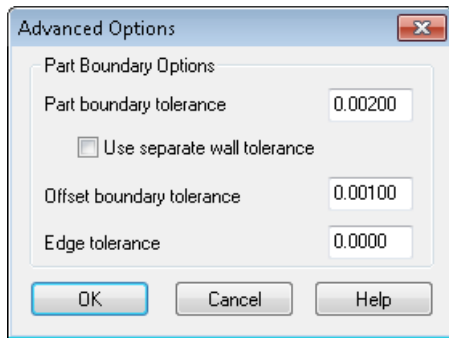 Advanced Options
Part Boundary Options
Part boundary tolerance 0.00200
Use separate wall tolerance
Offset boundary tolerance 0.00100
Edge tolerance 0.0000
OK Cancel Help